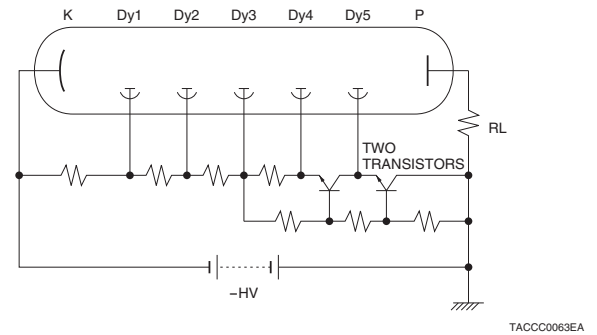 K Dy1 Dy2 Dy3 Dy4 Dy5 P
RL
TWO
TRANSISTORS
−HV
TACCC0063EA